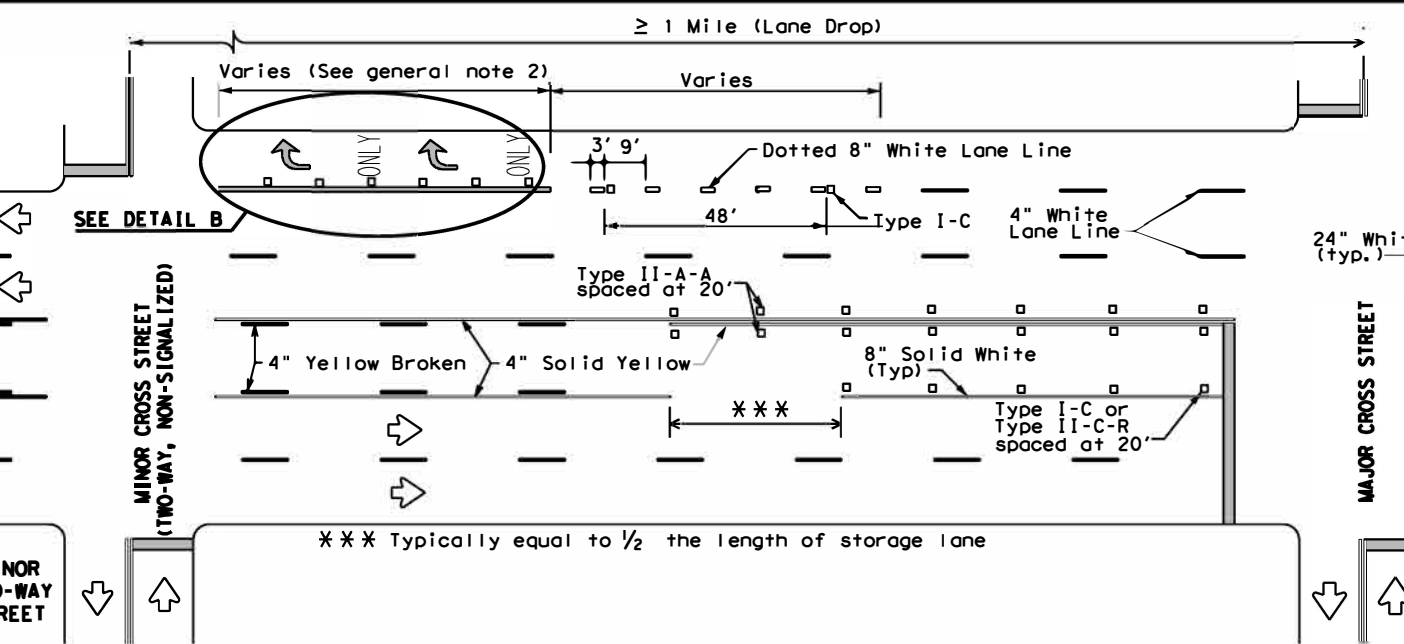 ≥ 1 Mile (Lane Drop)
Varies (See general note 2)
Varies
ONLY
ONLY
3' 9'
Dotted 8" White Lane Line
SEE DETAIL B
48'
Type I-C
4" White
Lane Line
24" Whi
(typ.)
Type II-A-A
spaced at 20'
MINOR CROSS STREET
(TWO-WAY, NON-SIGNALIZED)
4" Yellow Broken
4" Solid Yellow
8" Solid White
(Typ)
MAJOR CROSS STREET
***
Type I-C or
Type II-C-R
spaced at 20'
*** Typically equal to ½ the length of storage lane
NOR
O-WAY
REET